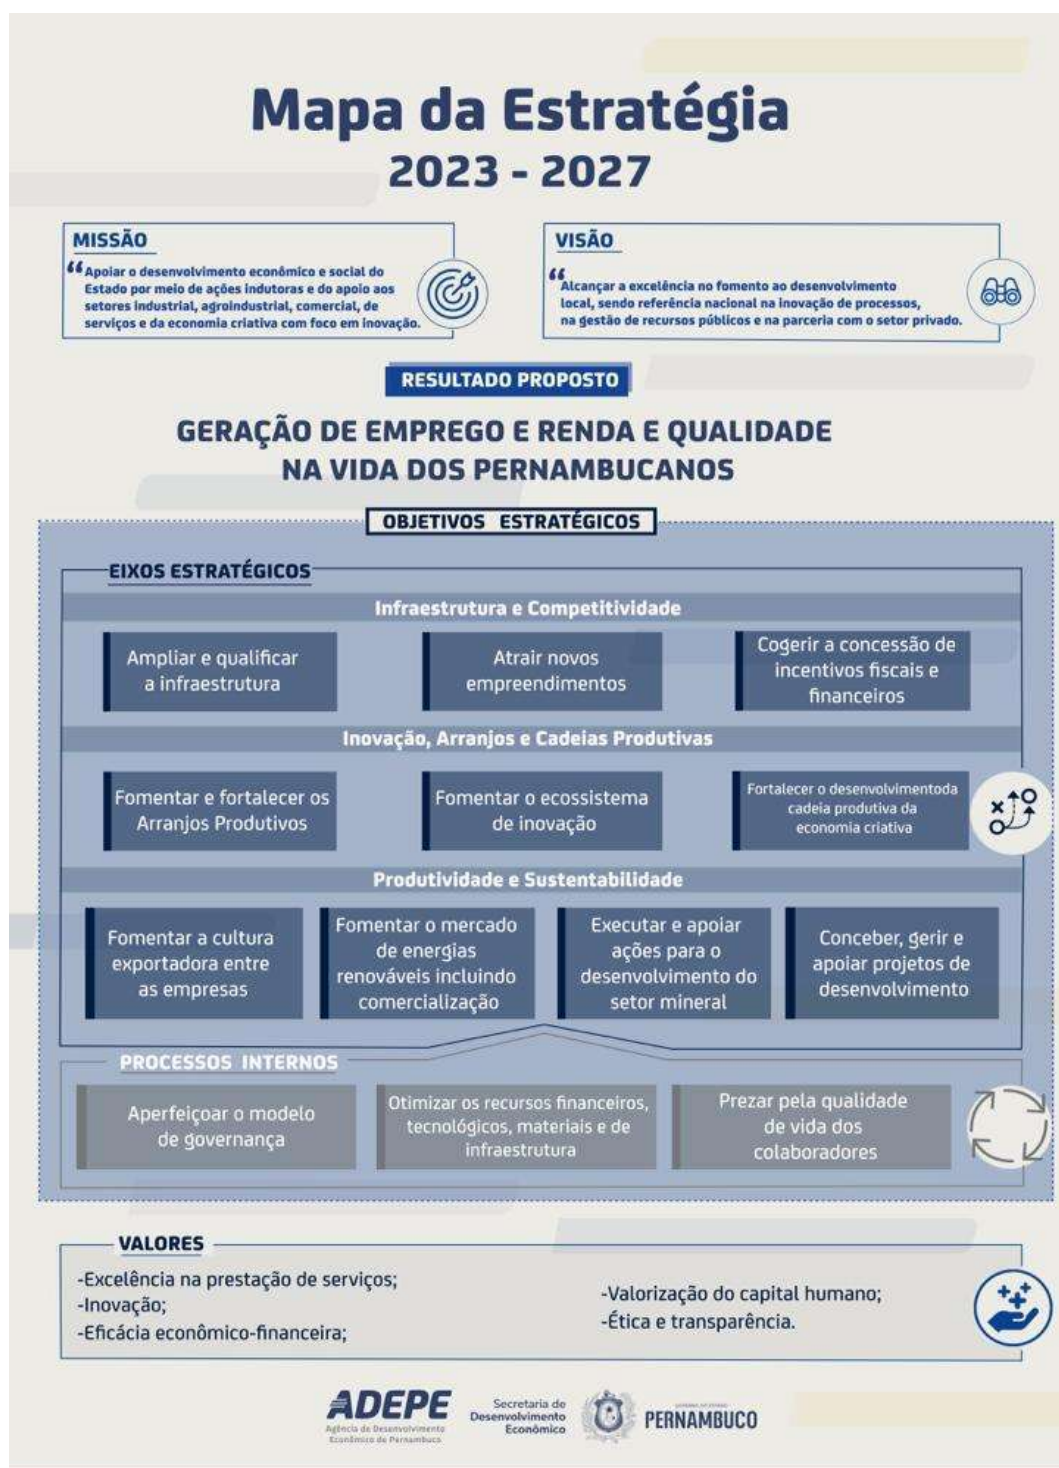 Mapa da Estratégia
2023 - 2027
MISSÃO
“Apoiar o desenvolvimento econômico e social do
Estado por meio de ações indutoras e do apoio aos
setores industrial, agroindustrial, comercial, de
serviços e da economia criativa com foco em inovação.
VISÃO
“Alcançar a excelência no fomento ao desenvolvimento
local, sendo referência nacional na inovação de processos,
na gestão de recursos públicos e na parceria com o setor privado.
RESULTADO PROPOSTO
GERAÇÃO DE EMPREGO E RENDA E QUALIDADE
NA VIDA DOS PERNAMBUCANOS
OBJETIVOS ESTRATÉGICOS
EIXOS ESTRATÉGICOS
Infraestrutura e Competitividade
Ampliar e qualificar
a infraestrutura
Atrair novos
empreendimentos
Cogerir a concessão de
incentivos fiscais e
financeiros
Inovação, Arranjos e Cadeias Produtivas
Fomentar e fortalecer os
Arranjos Produtivos
Fomentar o ecossistema
de inovação
Fortalecer o desenvolvimentoda
cadeia produtiva da
economia criativa
Produtividade e Sustentabilidade
Fomentar a cultura
exportadora entre
as empresas
Fomentar o mercado
de energias
renováveis incluindo
comercialização
Executar e apoiar
ações para o
desenvolvimento do
setor mineral
Conceber, gerir e
apoiar projetos de
desenvolvimento
PROCESSOS INTERNOS
Aperfeiçoar o modelo
de governança
Otimizar os recursos financeiros,
tecnológicos, materiais e de
infraestrutura
Prezar pela qualidade
de vida dos
colaboradores
VALORES
-Excelência na prestação de serviços;
-Inovação;
-Eficácia econômico-financeira;
-Valorização do capital humano;
-Ética e transparência.
ADEPE
Agência de Desenvolvimento
Econômico de Pernambuco
Secretaria de
Desenvolvimento
Econômico
PERNAMBUCO